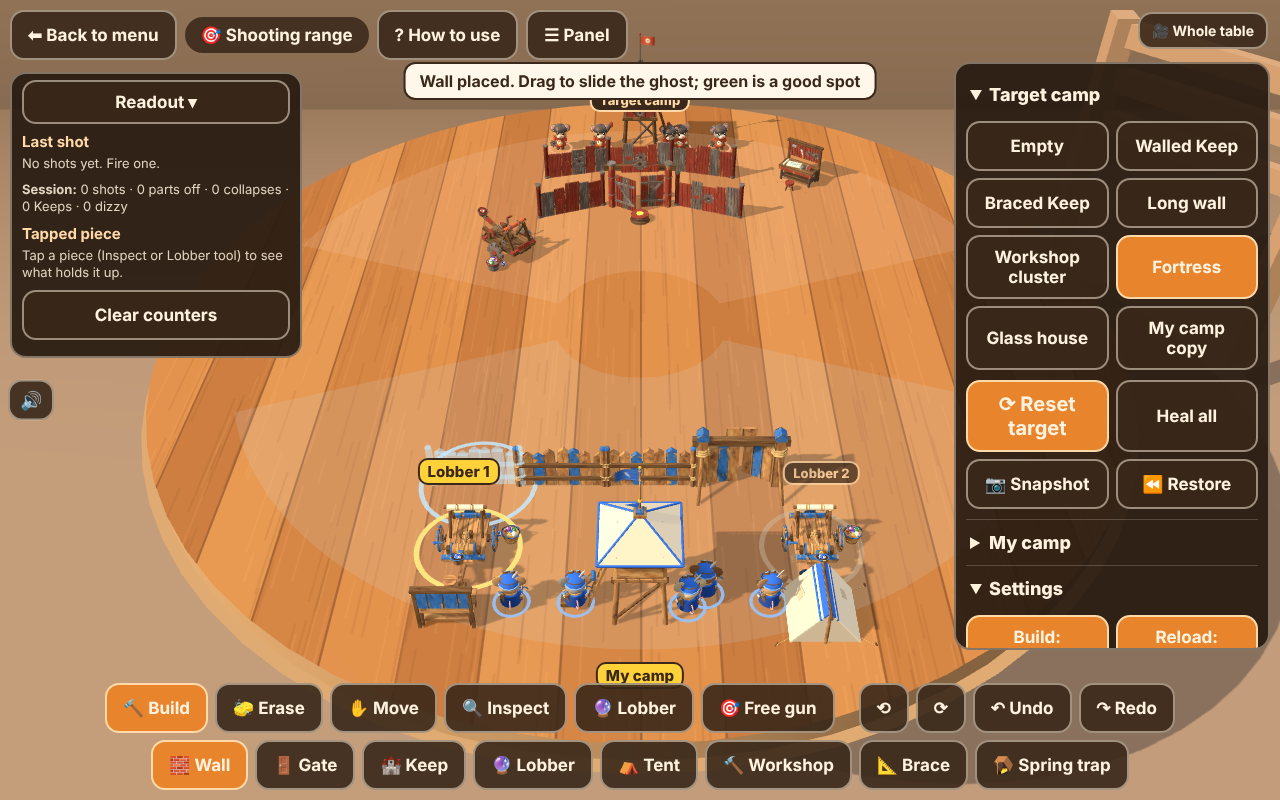 ⬅ Back to menu
🎯 Shooting range
? How to use
☰ Panel
🎥 Whole table
Wall placed. Drag to slide the ghost; green is a good spot
Target camp
Readout ▾
Last shot
No shots yet. Fire one.
Session: 0 shots · 0 parts off · 0 collapses ·
0 Keeps · 0 dizzy
Tapped piece
Tap a piece (Inspect or Lobber tool) to see
what holds it up.
Clear counters
▼ Target camp
Empty
Walled Keep
Braced Keep
Long wall
Workshop
cluster
Fortress
Glass house
My camp
copy
⟳ Reset
target
Heal all
📷 Snapshot
⏪ Restore
▶ My camp
▼ Settings
Build:
Reload:
Lobber 1
Lobber 2
My camp
🔨 Build
🧽 Erase
✋ Move
🔍 Inspect
🔮 Lobber
🎯 Free gun
⟲
⟳
↶ Undo
↷ Redo
🧱 Wall
🚪 Gate
🏰 Keep
🔮 Lobber
⛺ Tent
🔨 Workshop
📐 Brace
🪤 Spring trap